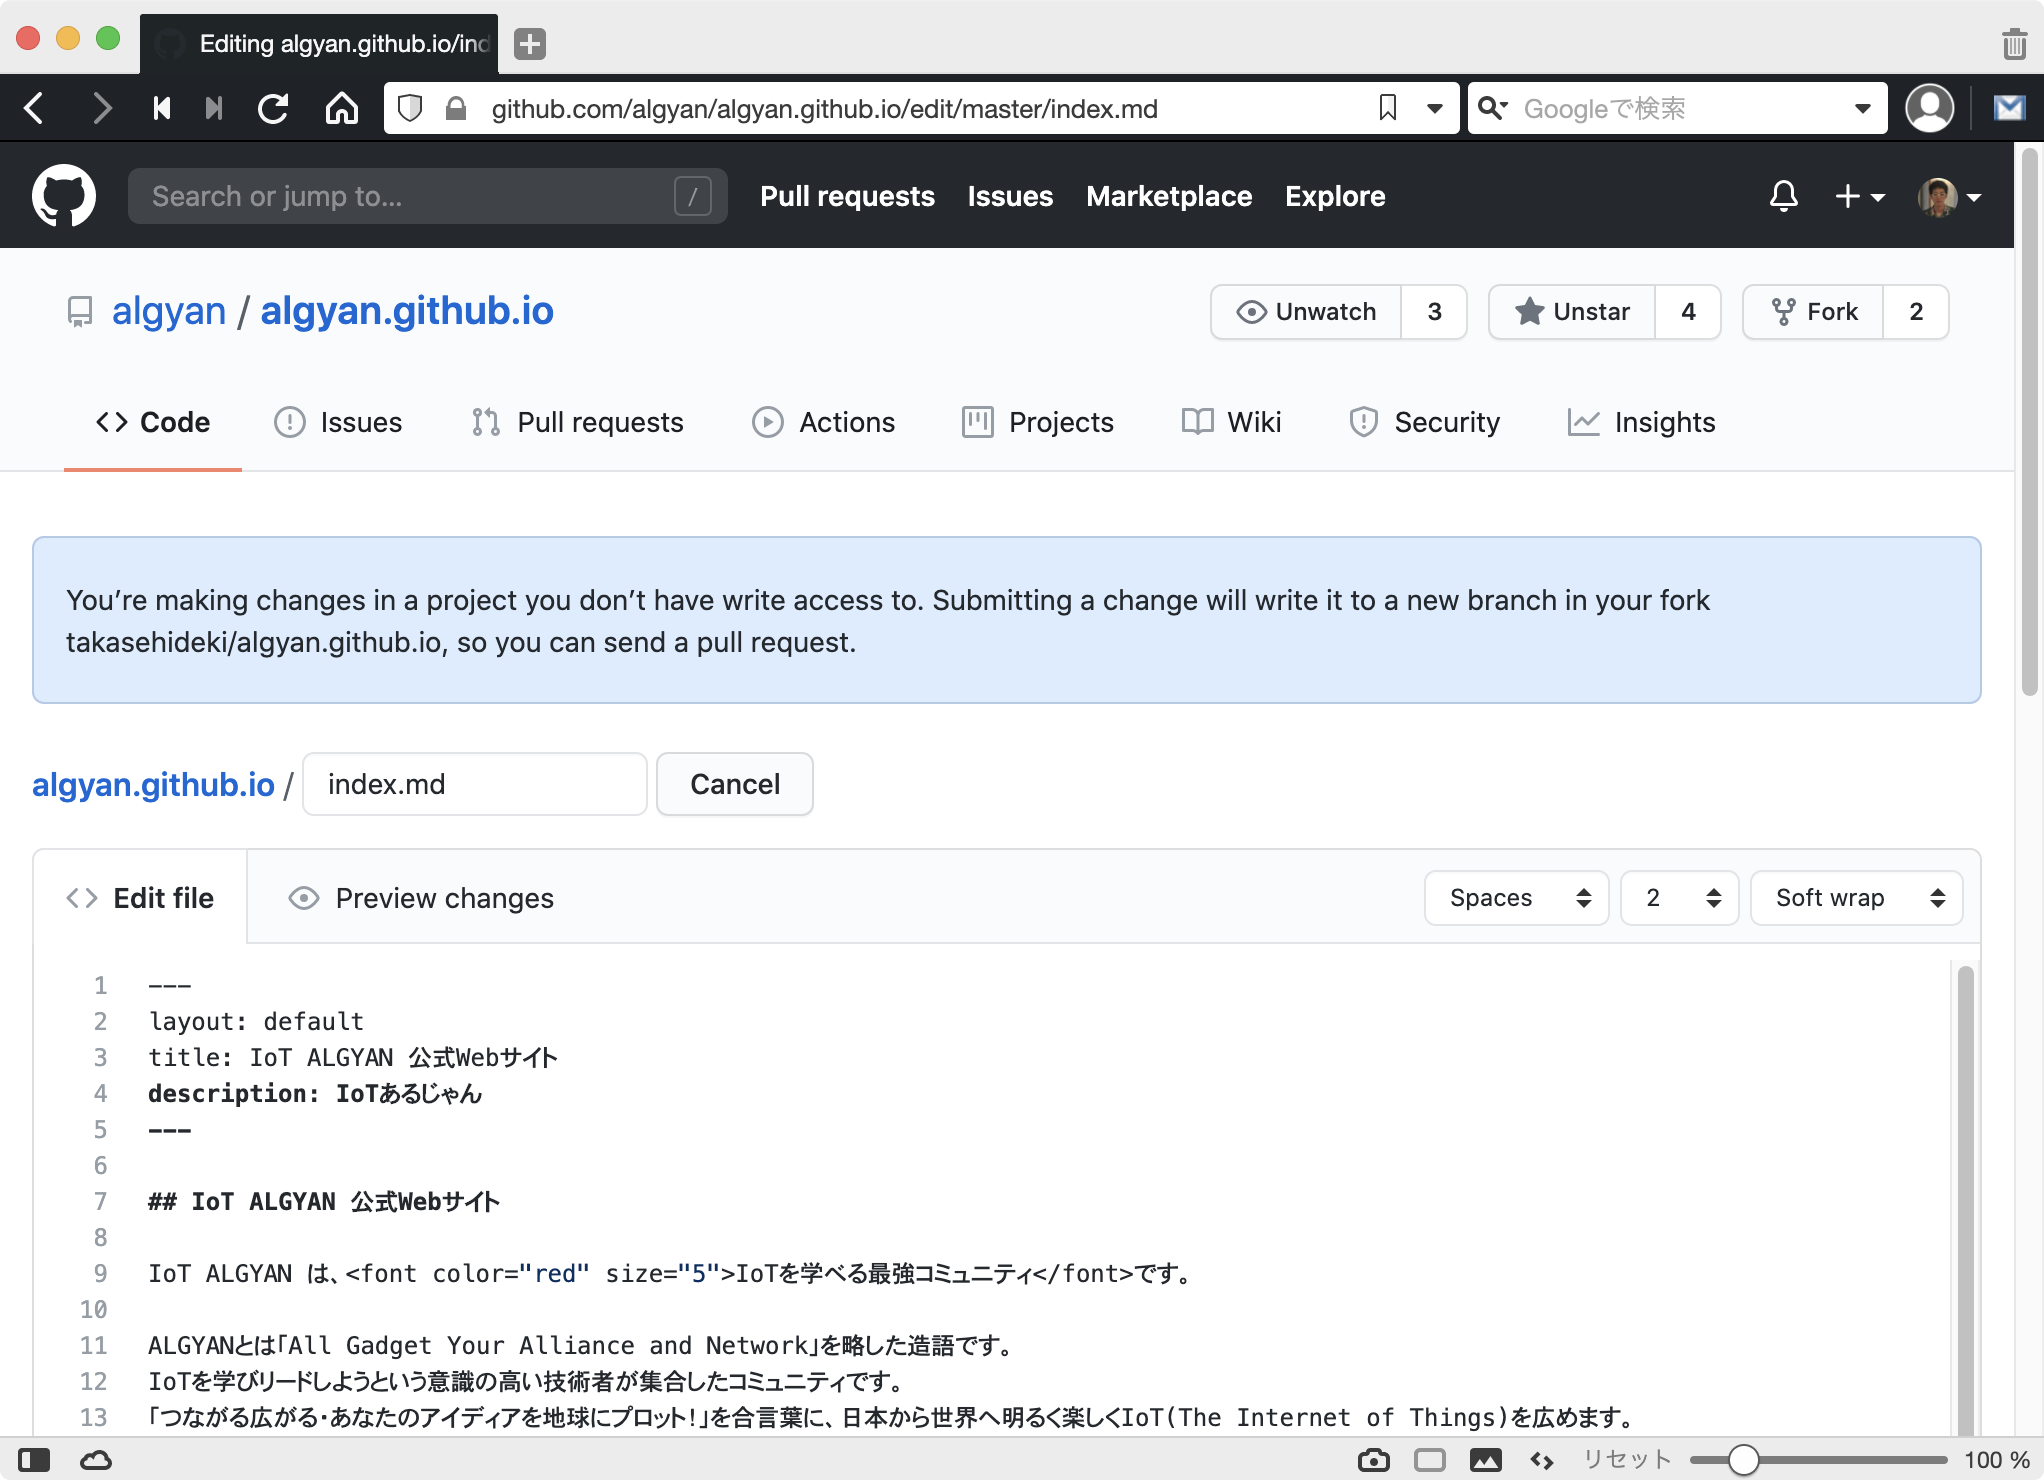 Editing algyan.github.io/ind
github.com/algyan/algyan.github.io/edit/master/index.md
Googleで検索
Search or jump to...
/
Pull requests
Issues
Marketplace
Explore
algyan / algyan.github.io
Unwatch 3
Unstar 4
Fork 2
Code
Issues
Pull requests
Actions
Projects
Wiki
Security
Insights
You’re making changes in a project you don’t have write access to. Submitting a change will write it to a new branch in your fork
takasehideki/algyan.github.io, so you can send a pull request.
algyan.github.io / index.md Cancel
Edit file
Preview changes
Spaces
2
Soft wrap
1 ---
2 layout: default
3 title: IoT ALGYAN 公式Webサイト
4 description: IoTあるじゃん
5 ---
6
7 ## IoT ALGYAN 公式Webサイト
8
9 IoT ALGYAN は、<font color="red" size="5">IoTを学べる最強コミュニティ</font>です。
10
11 ALGYANとは「All Gadget Your Alliance and Network」を略した造語です。
12 IoTを学びリードしようという意識の高い技術者が集合したコミュニティです。
13 「つながる広がる・あなたのアイディアを地球にプロット！」を合言葉に、日本から世界へ明るく楽しくIoT(The Internet of Things)を広めます。
リセット
100 %